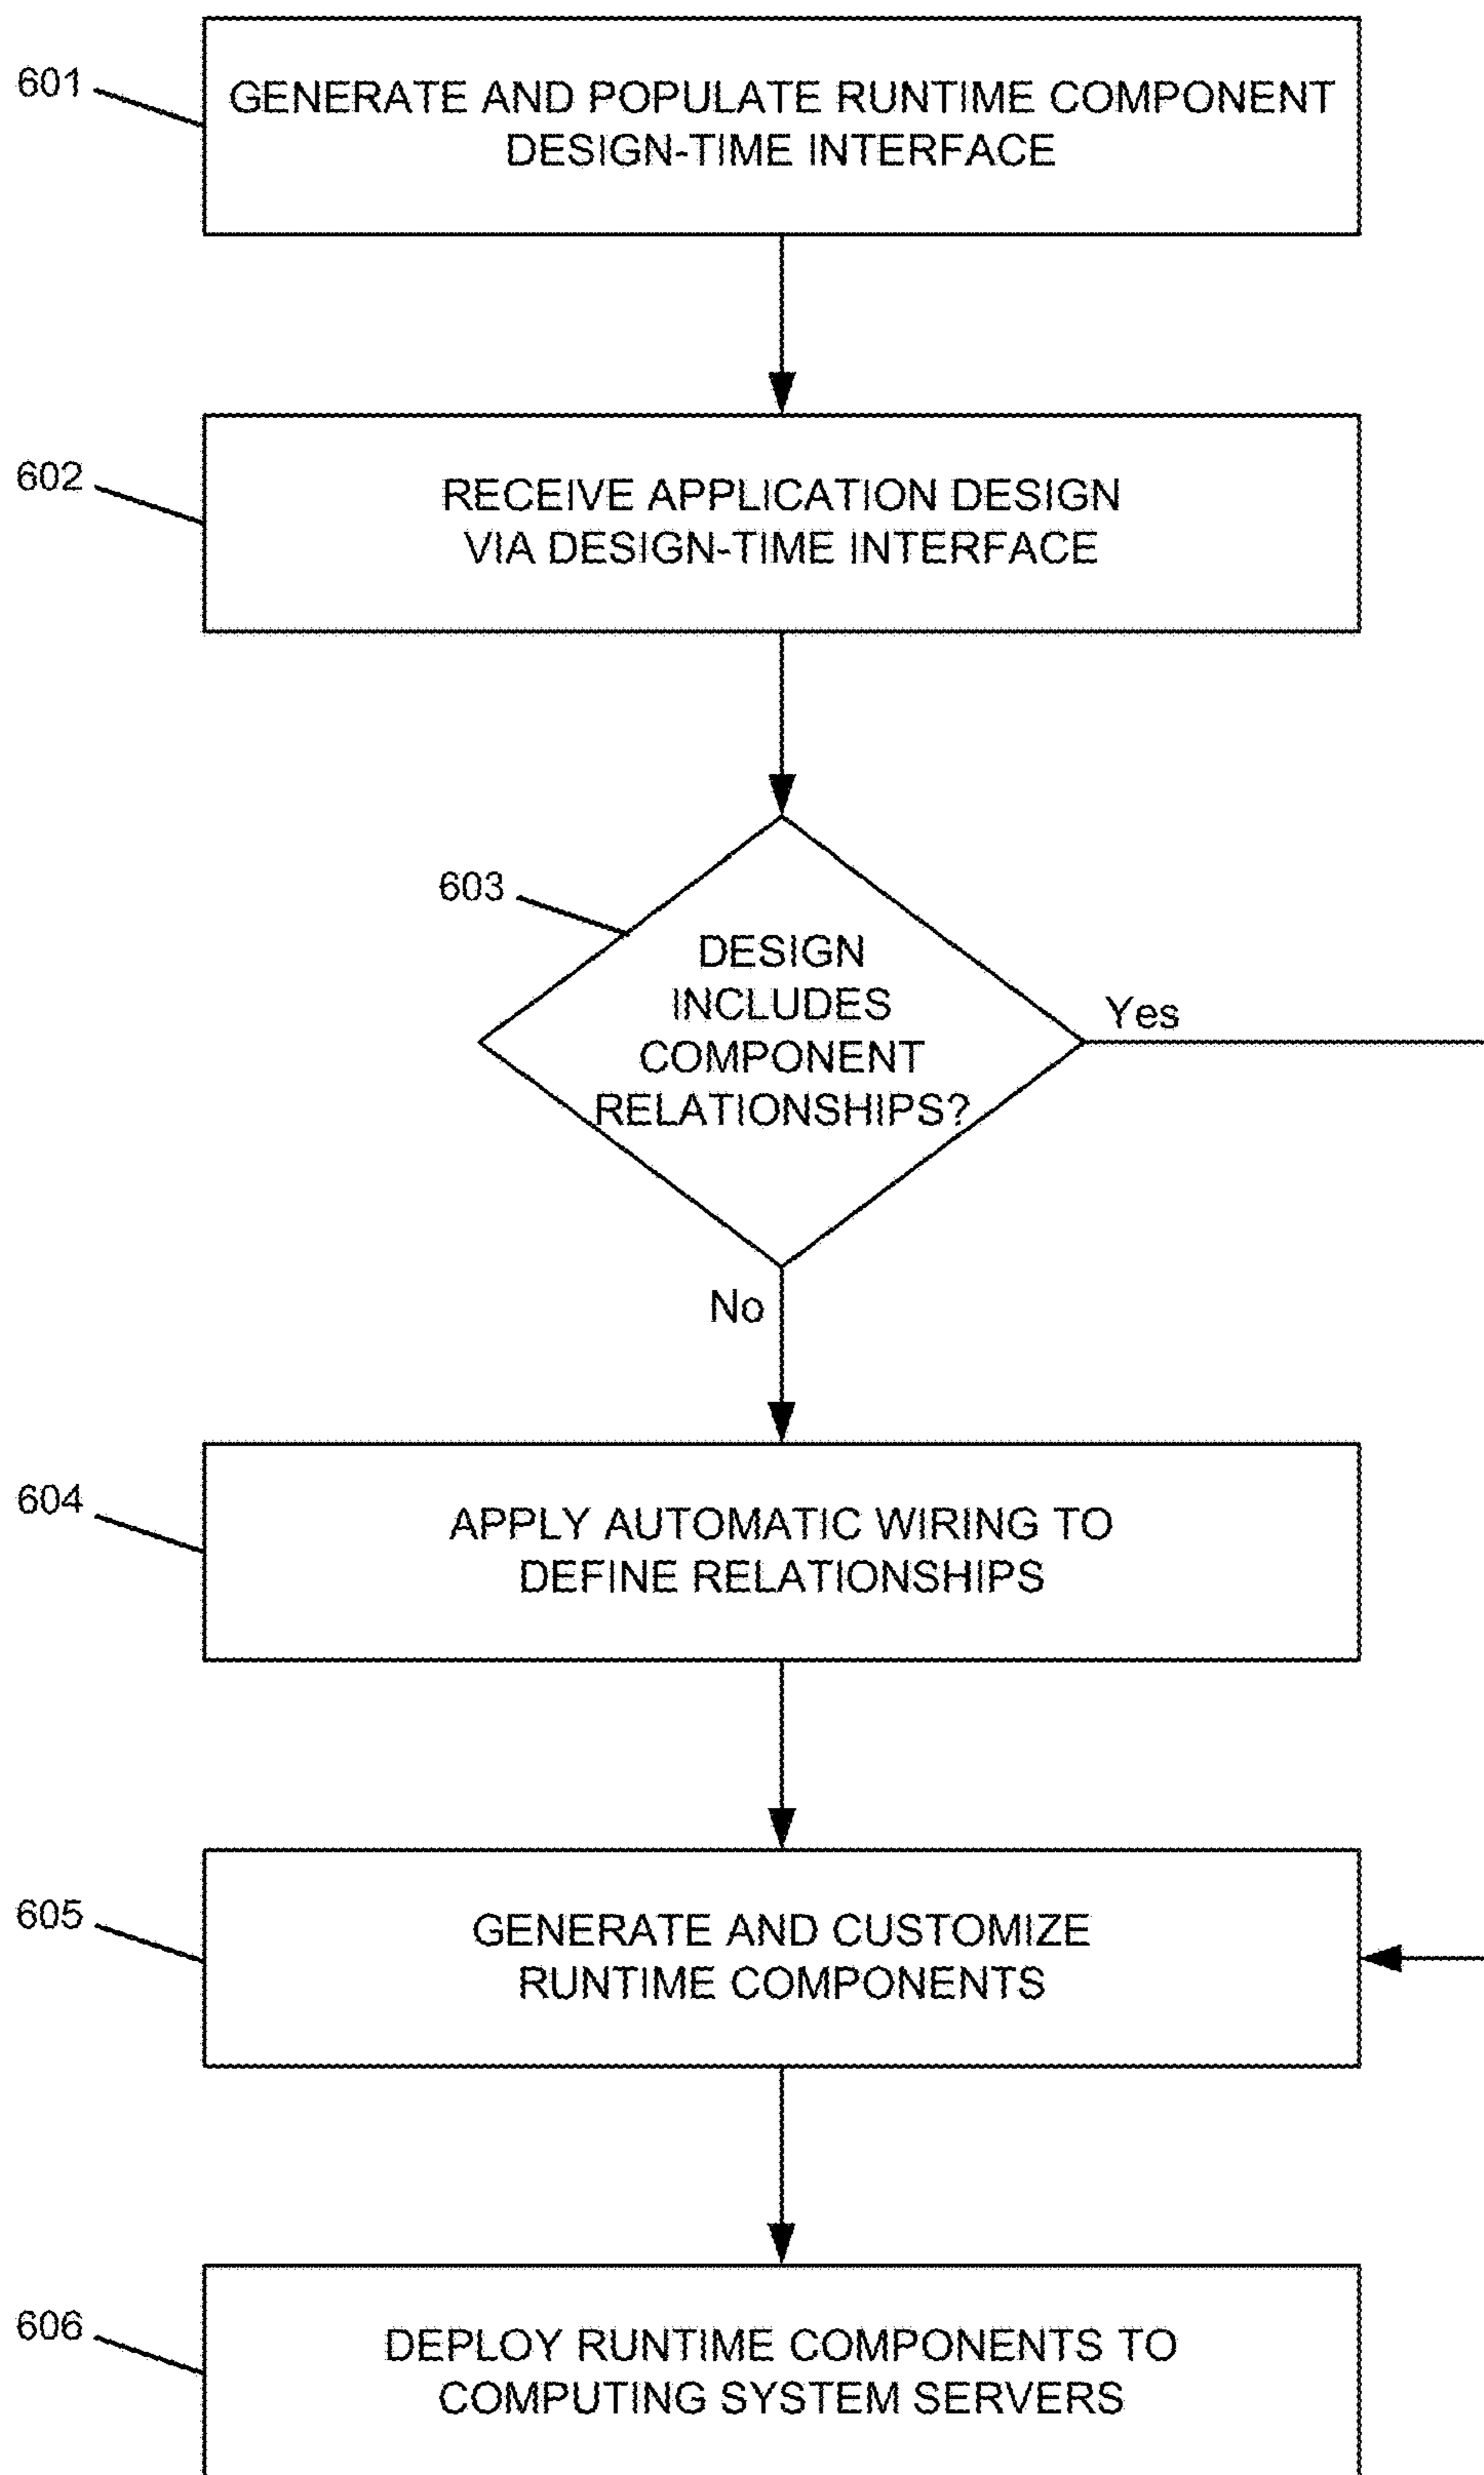 601
GENERATE AND POPULATE RUNTIME COMPONENT
DESIGN-TIME INTERFACE
602
RECEIVE APPLICATION DESIGN
VIA DESIGN-TIME INTERFACE
603
DESIGN
INCLUDES
COMPONENT
RELATIONSHIPS?
Yes
No
604
APPLY AUTOMATIC WIRING TO
DEFINE RELATIONSHIPS
605
GENERATE AND CUSTOMIZE
RUNTIME COMPONENTS
606
DEPLOY RUNTIME COMPONENTS TO
COMPUTING SYSTEM SERVERS